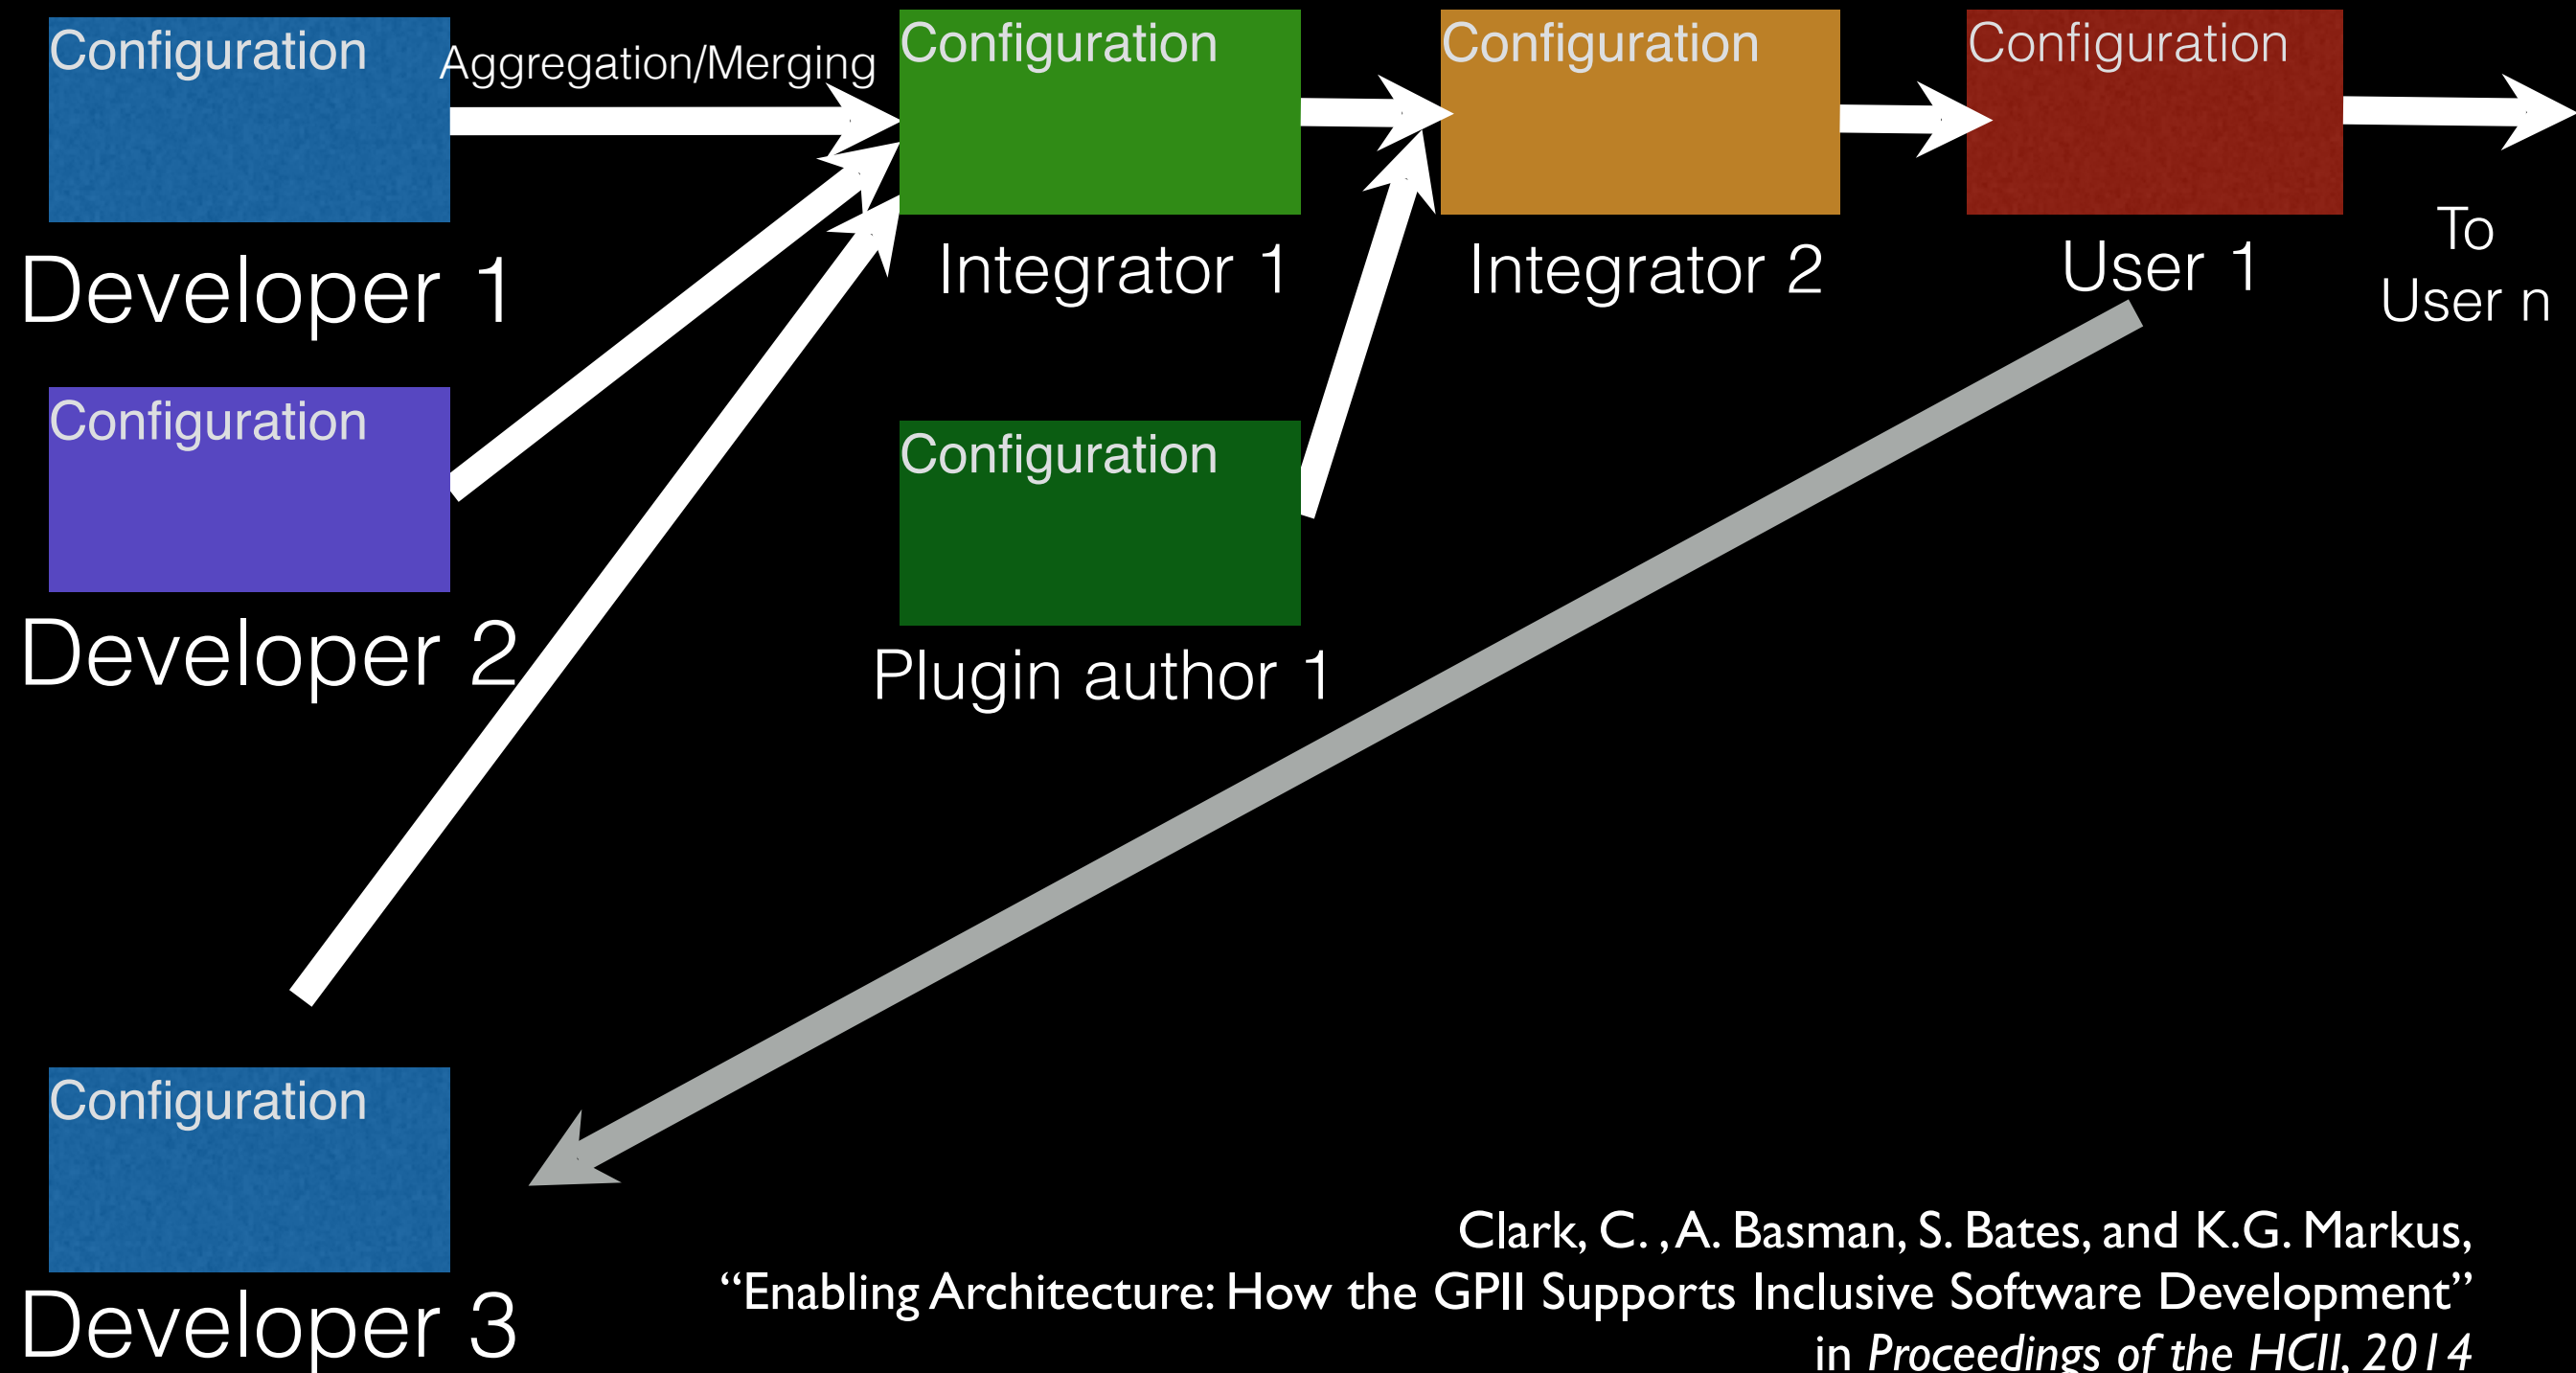 Configuration
Aggregation/Merging
Configuration
Configuration
Configuration
Developer 1
Integrator 1
Integrator 2
User 1
To
User n
Configuration
Developer 2
Configuration
Plugin author 1
Configuration
Developer 3
Clark, C. , A. Basman, S. Bates, and K.G. Markus,
“Enabling Architecture: How the GPII Supports Inclusive Software Development”
in Proceedings of the HCII, 2014